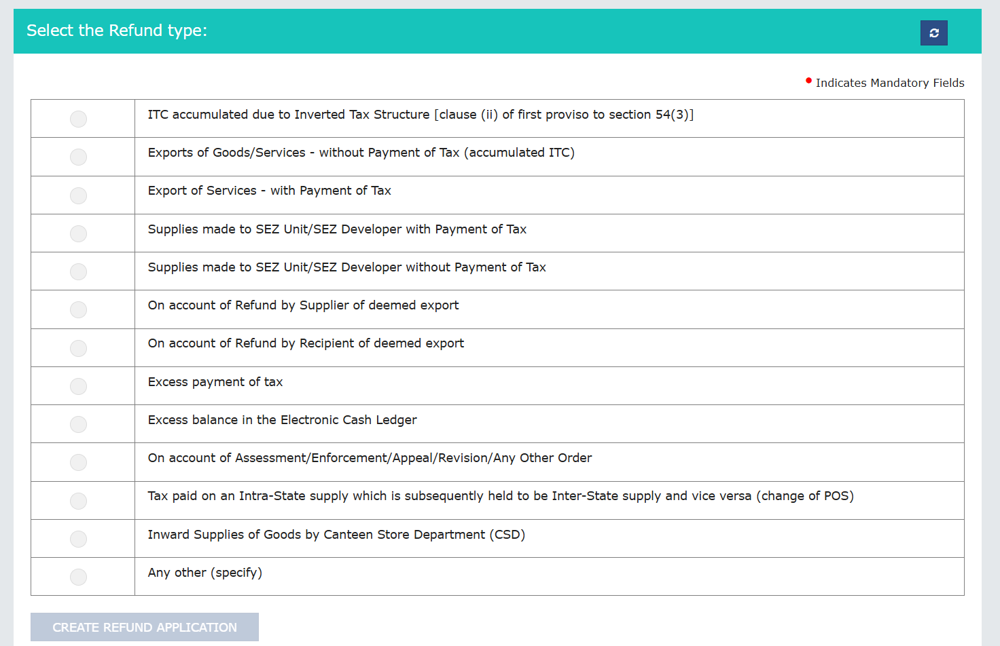 Select the Refund type:
Indicates Mandatory Fields
ITC accumulated due to Inverted Tax Structure [clause (ii) of first proviso to section 54(3)]
Exports of Goods/Services - without Payment of Tax (accumulated ITC)
Export of Services - with Payment of Tax
Supplies made to SEZ Unit/SEZ Developer with Payment of Tax
Supplies made to SEZ Unit/SEZ Developer without Payment of Tax
On account of Refund by Supplier of deemed export
On account of Refund by Recipient of deemed export
Excess payment of tax
Excess balance in the Electronic Cash Ledger
On account of Assessment/Enforcement/Appeal/Revision/Any Other Order
Tax paid on an Intra-State supply which is subsequently held to be Inter-State supply and vice versa (change of POS)
Inward Supplies of Goods by Canteen Store Department (CSD)
Any other (specify)
CREATE REFUND APPLICATION